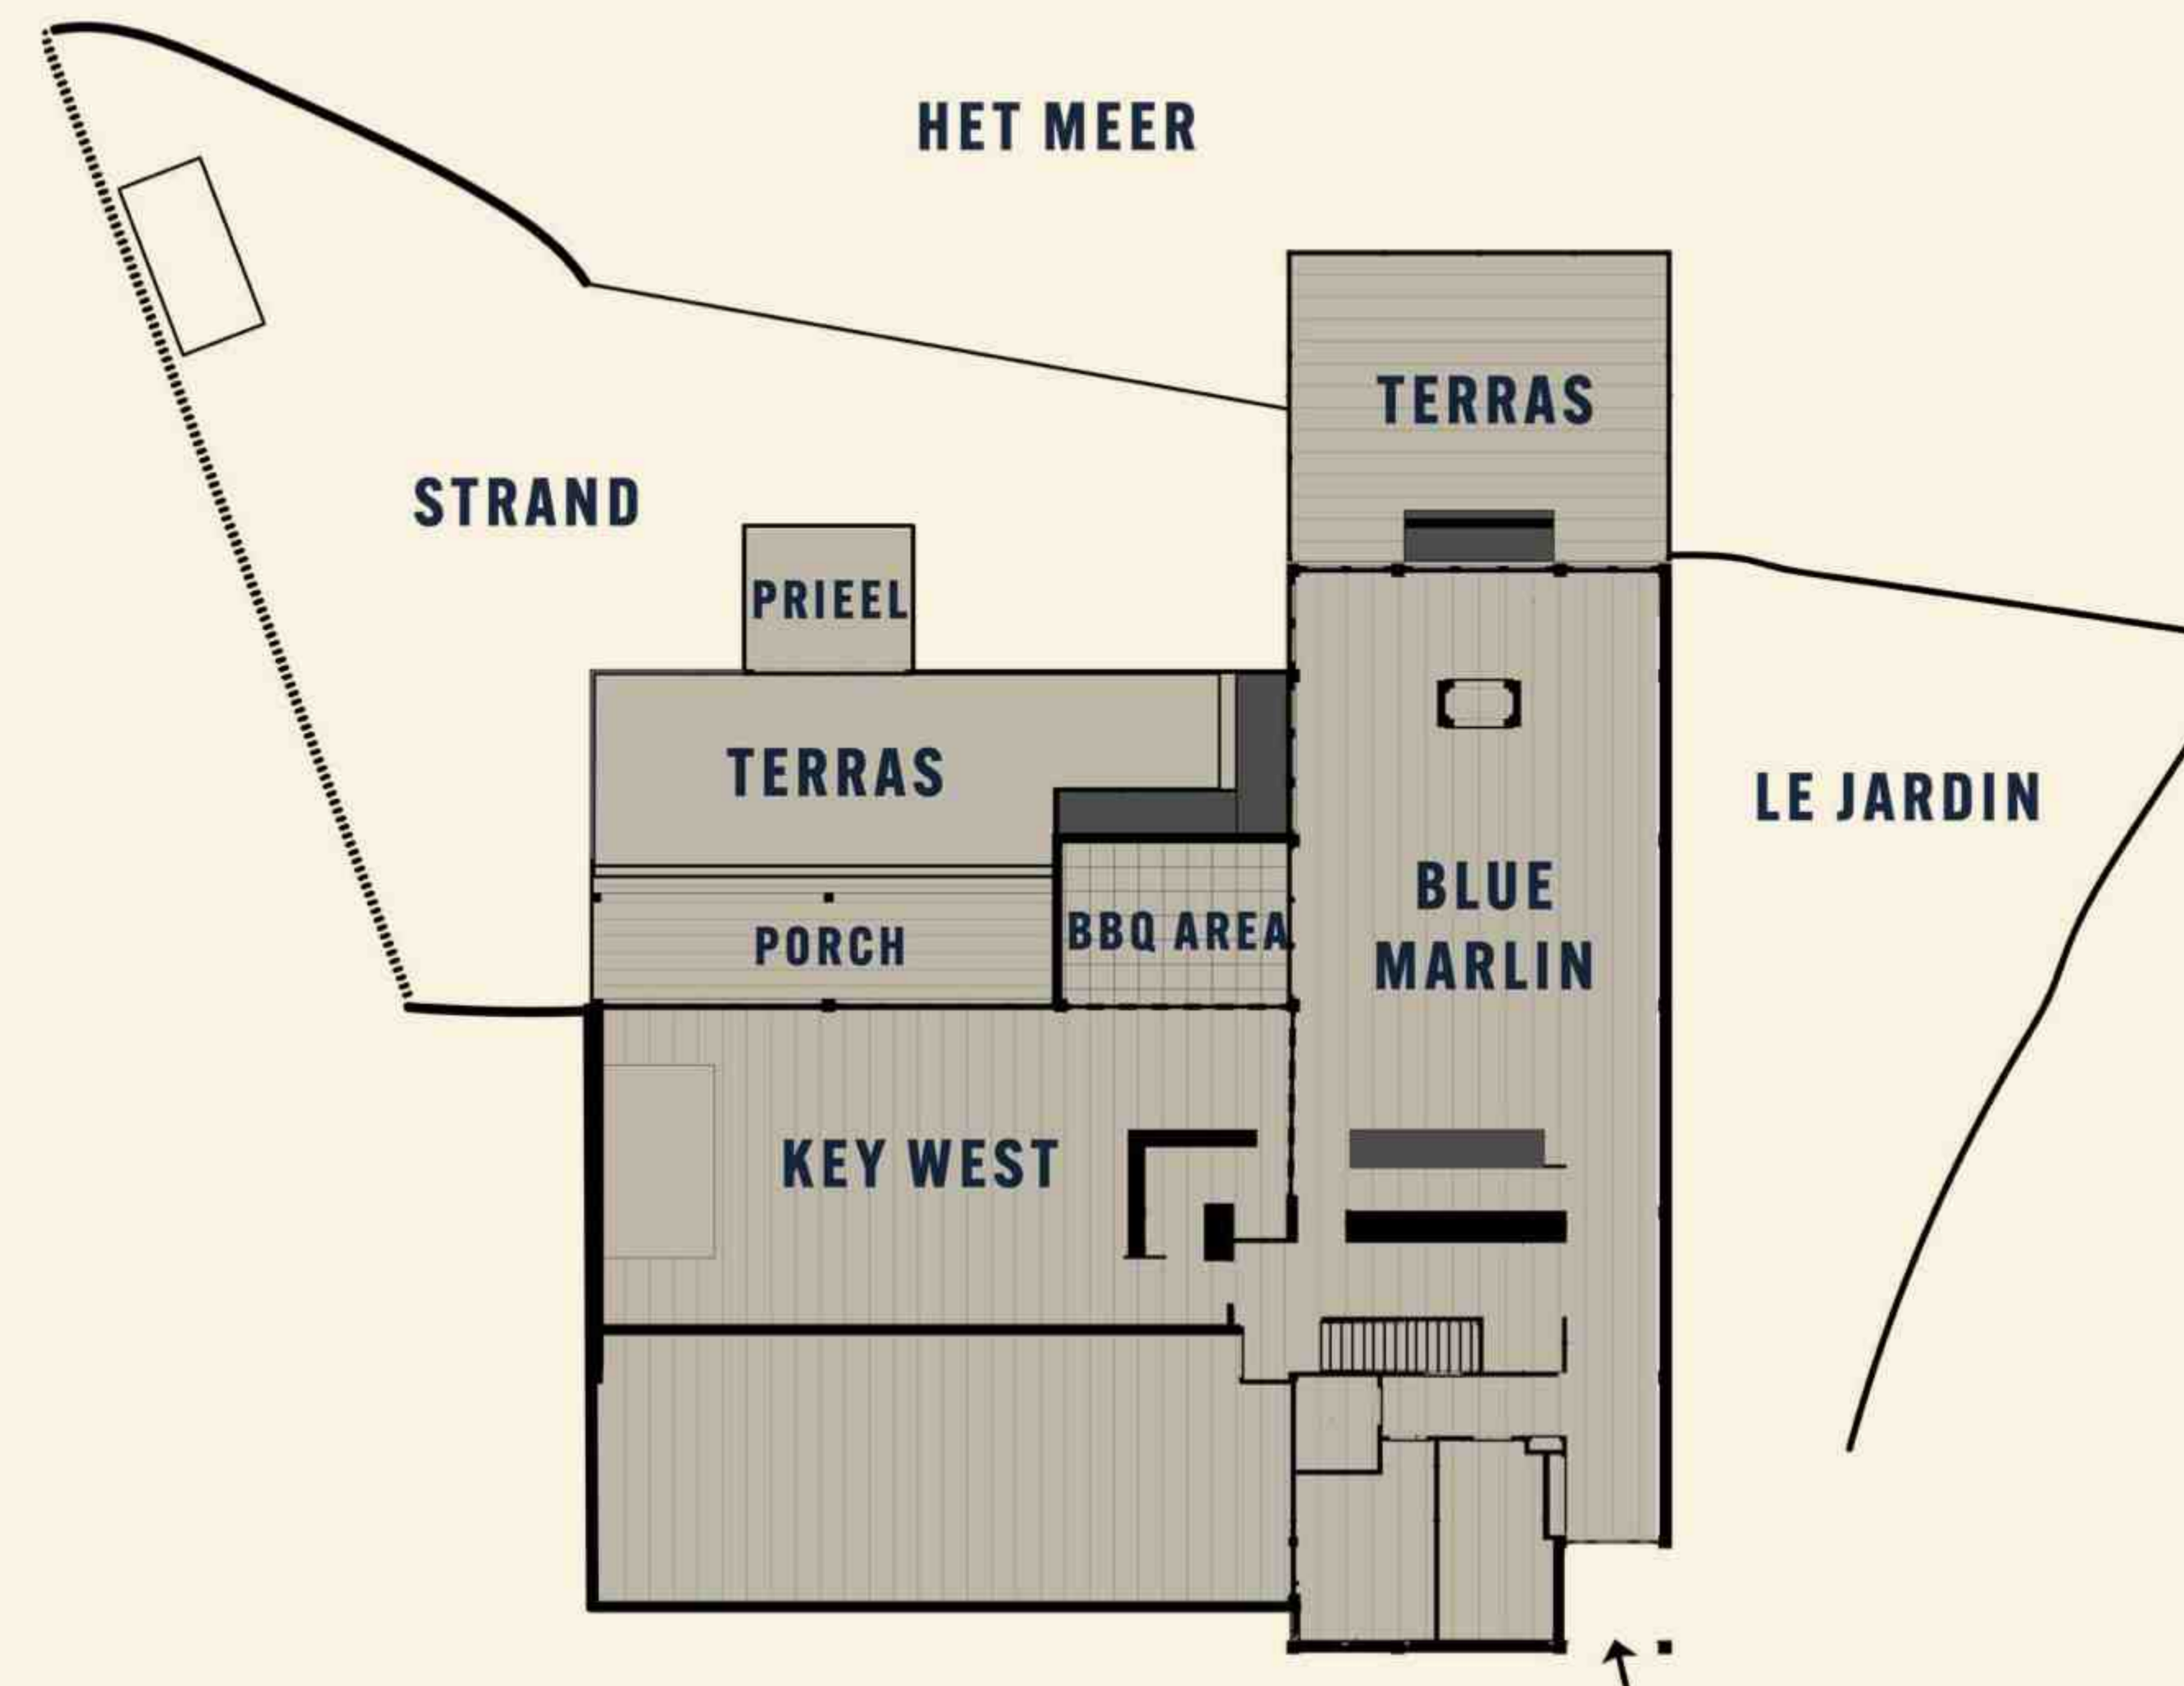 HET MEER
TERRAS
STRAND
PRIEEL
TERRAS
LE JARDIN
BLUE
MARLIN
BBQ AREA
PORCH
KEY WEST